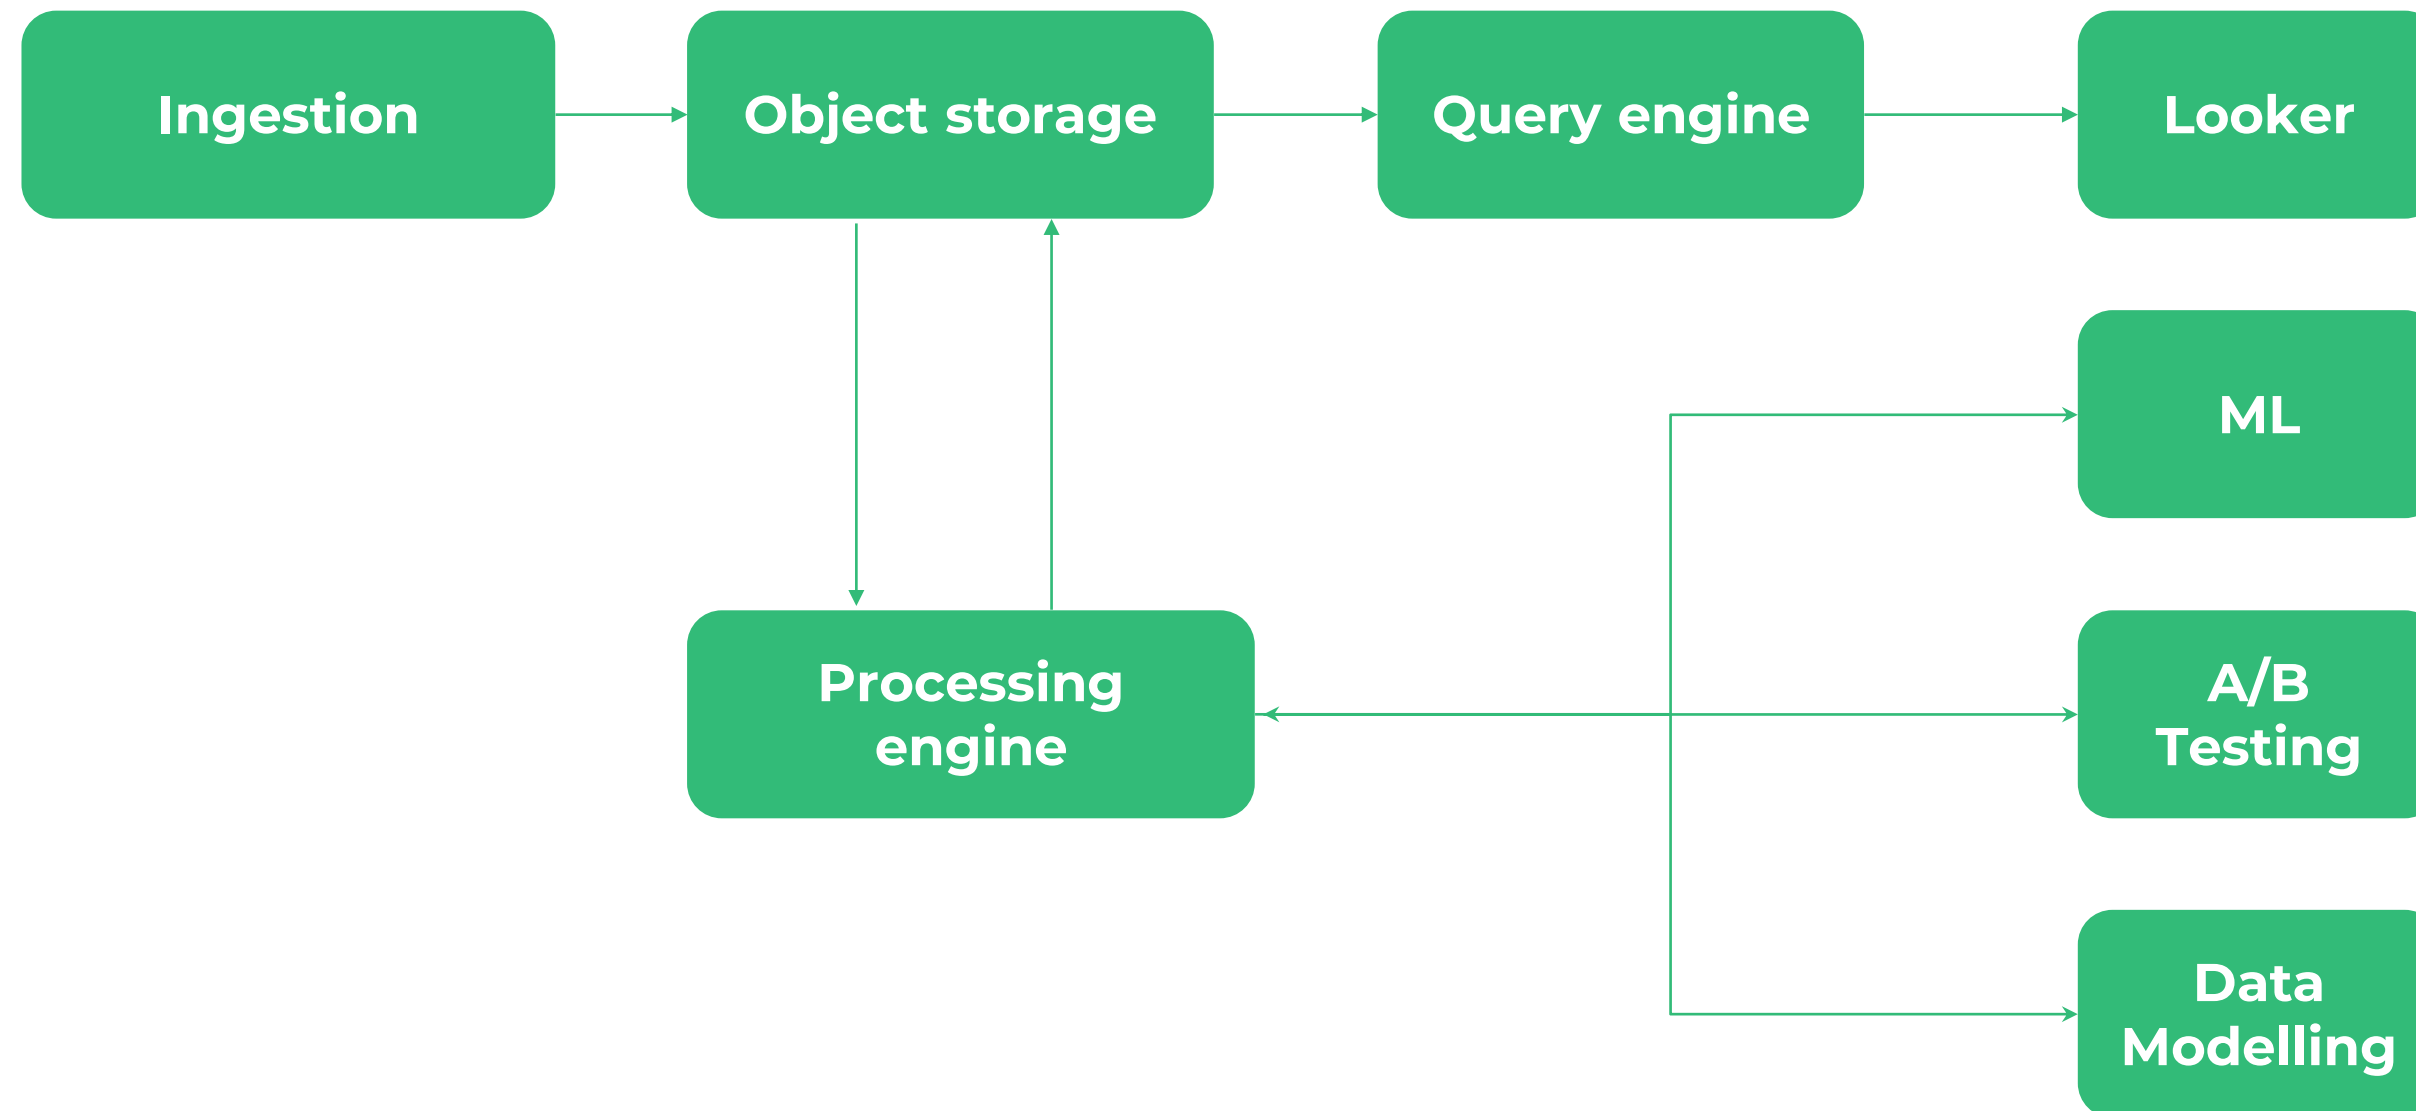 Ingestion
Object storage
Query engine
Looker
ML
Processing
engine
A/B
Testing
Data
Modelling